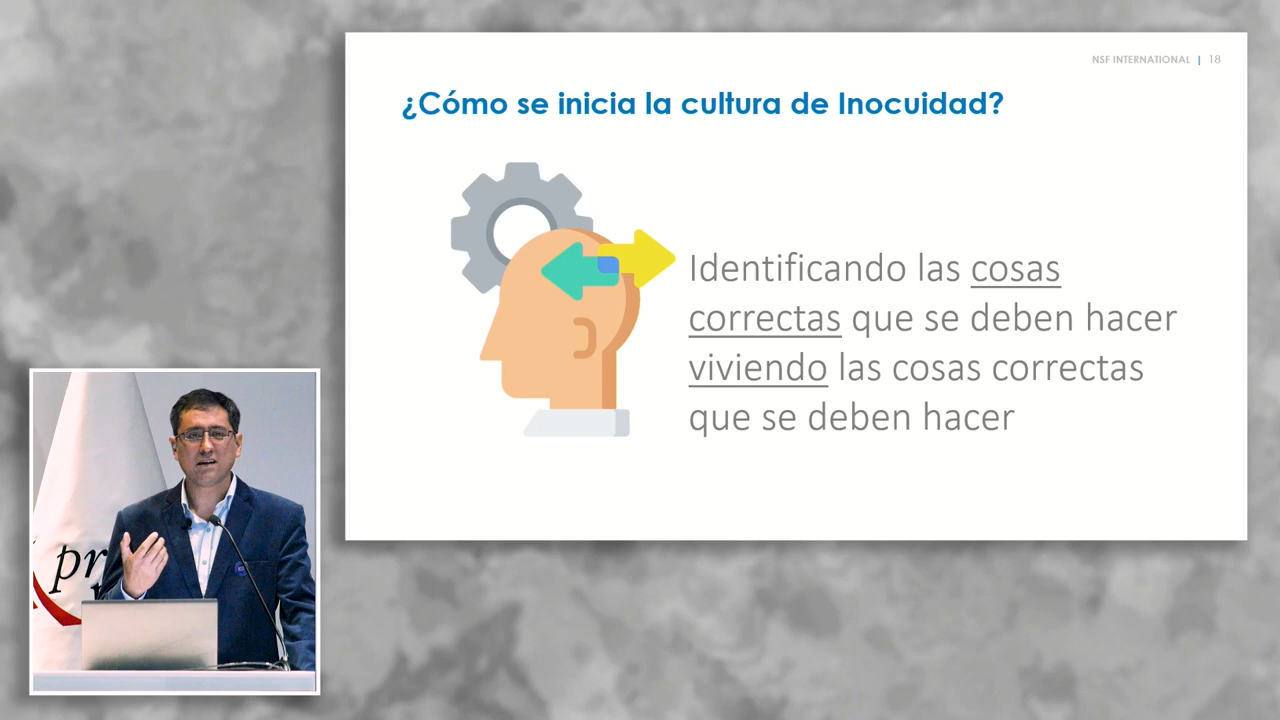 NSF INTERNATIONAL | 18
¿Cómo se inicia la cultura de Inocuidad?
Identificando las cosas
correctas que se deben hacer
viviendo las cosas correctas
que se deben hacer
pr